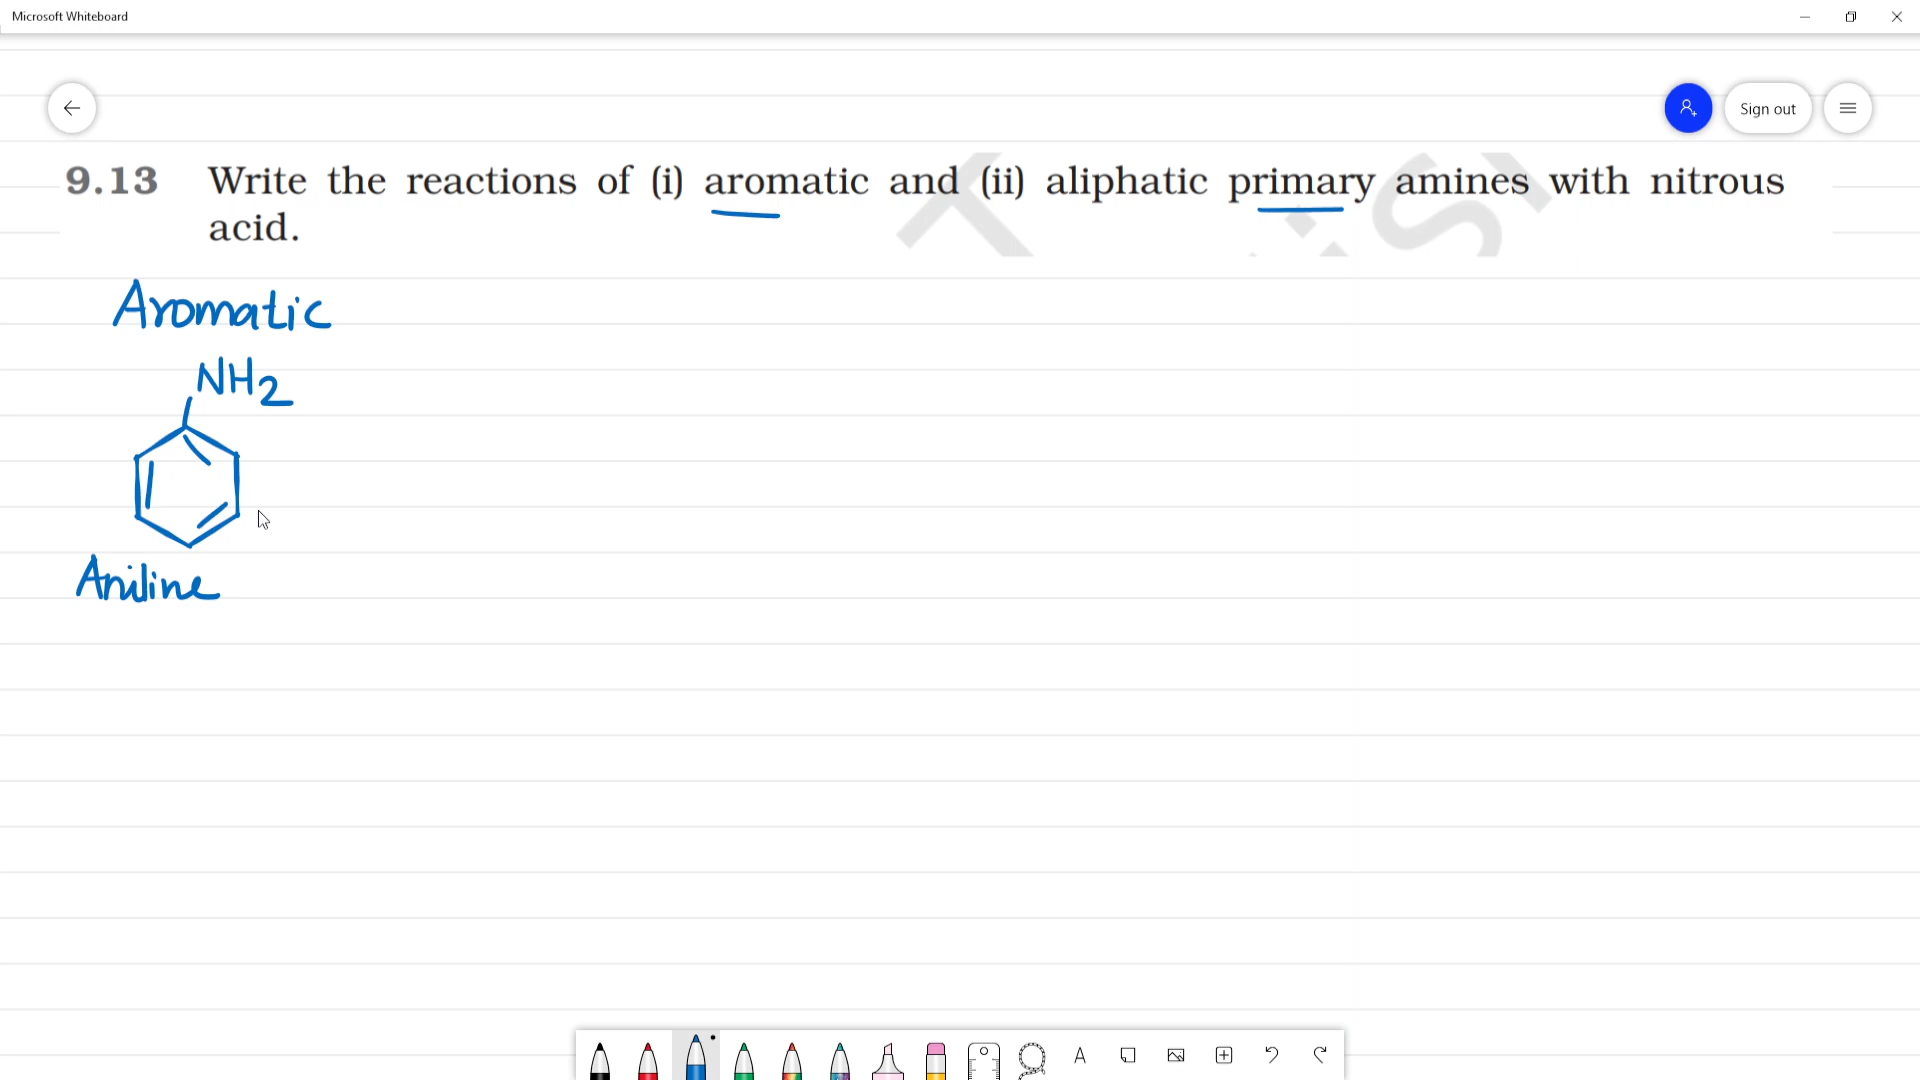 Microsoft Whiteboard
Sign out
9.13 Write the reactions of (i) aromatic and (ii) aliphatic primary amines with nitrous
acid.
Aromatic
NH2
Aniline
A